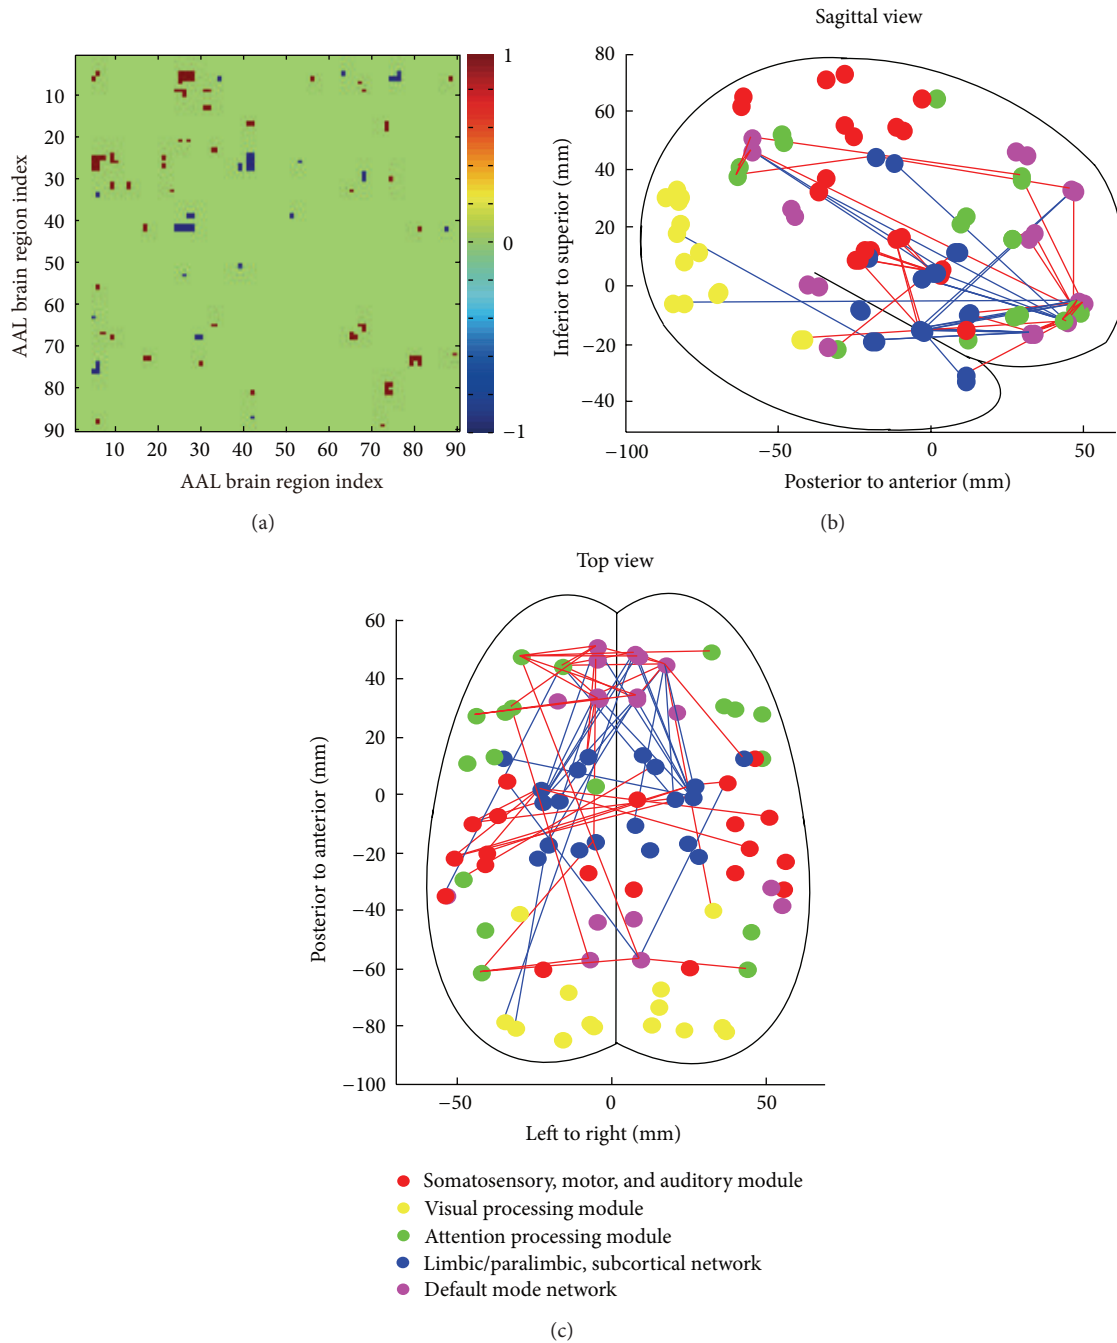 Sagittal view
1
0
−1
10
20
30
40
50
60
70
80
90
10 20 30 40 50 60 70 80 90
AAL brain region index
AAL brain region index
(a)
80
60
40
20
0
−20
−40
−100 −50 0 50
Inferior to superior (mm)
Posterior to anterior (mm)
(b)
Top view
60
40
20
0
−20
−40
−60
−80
−100
−50 0 50
Posterior to anterior (mm)
Left to right (mm)
Somatosensory, motor, and auditory module
Visual processing module
Attention processing module
Limbic/paralimbic, subcortical network
Default mode network
(c)